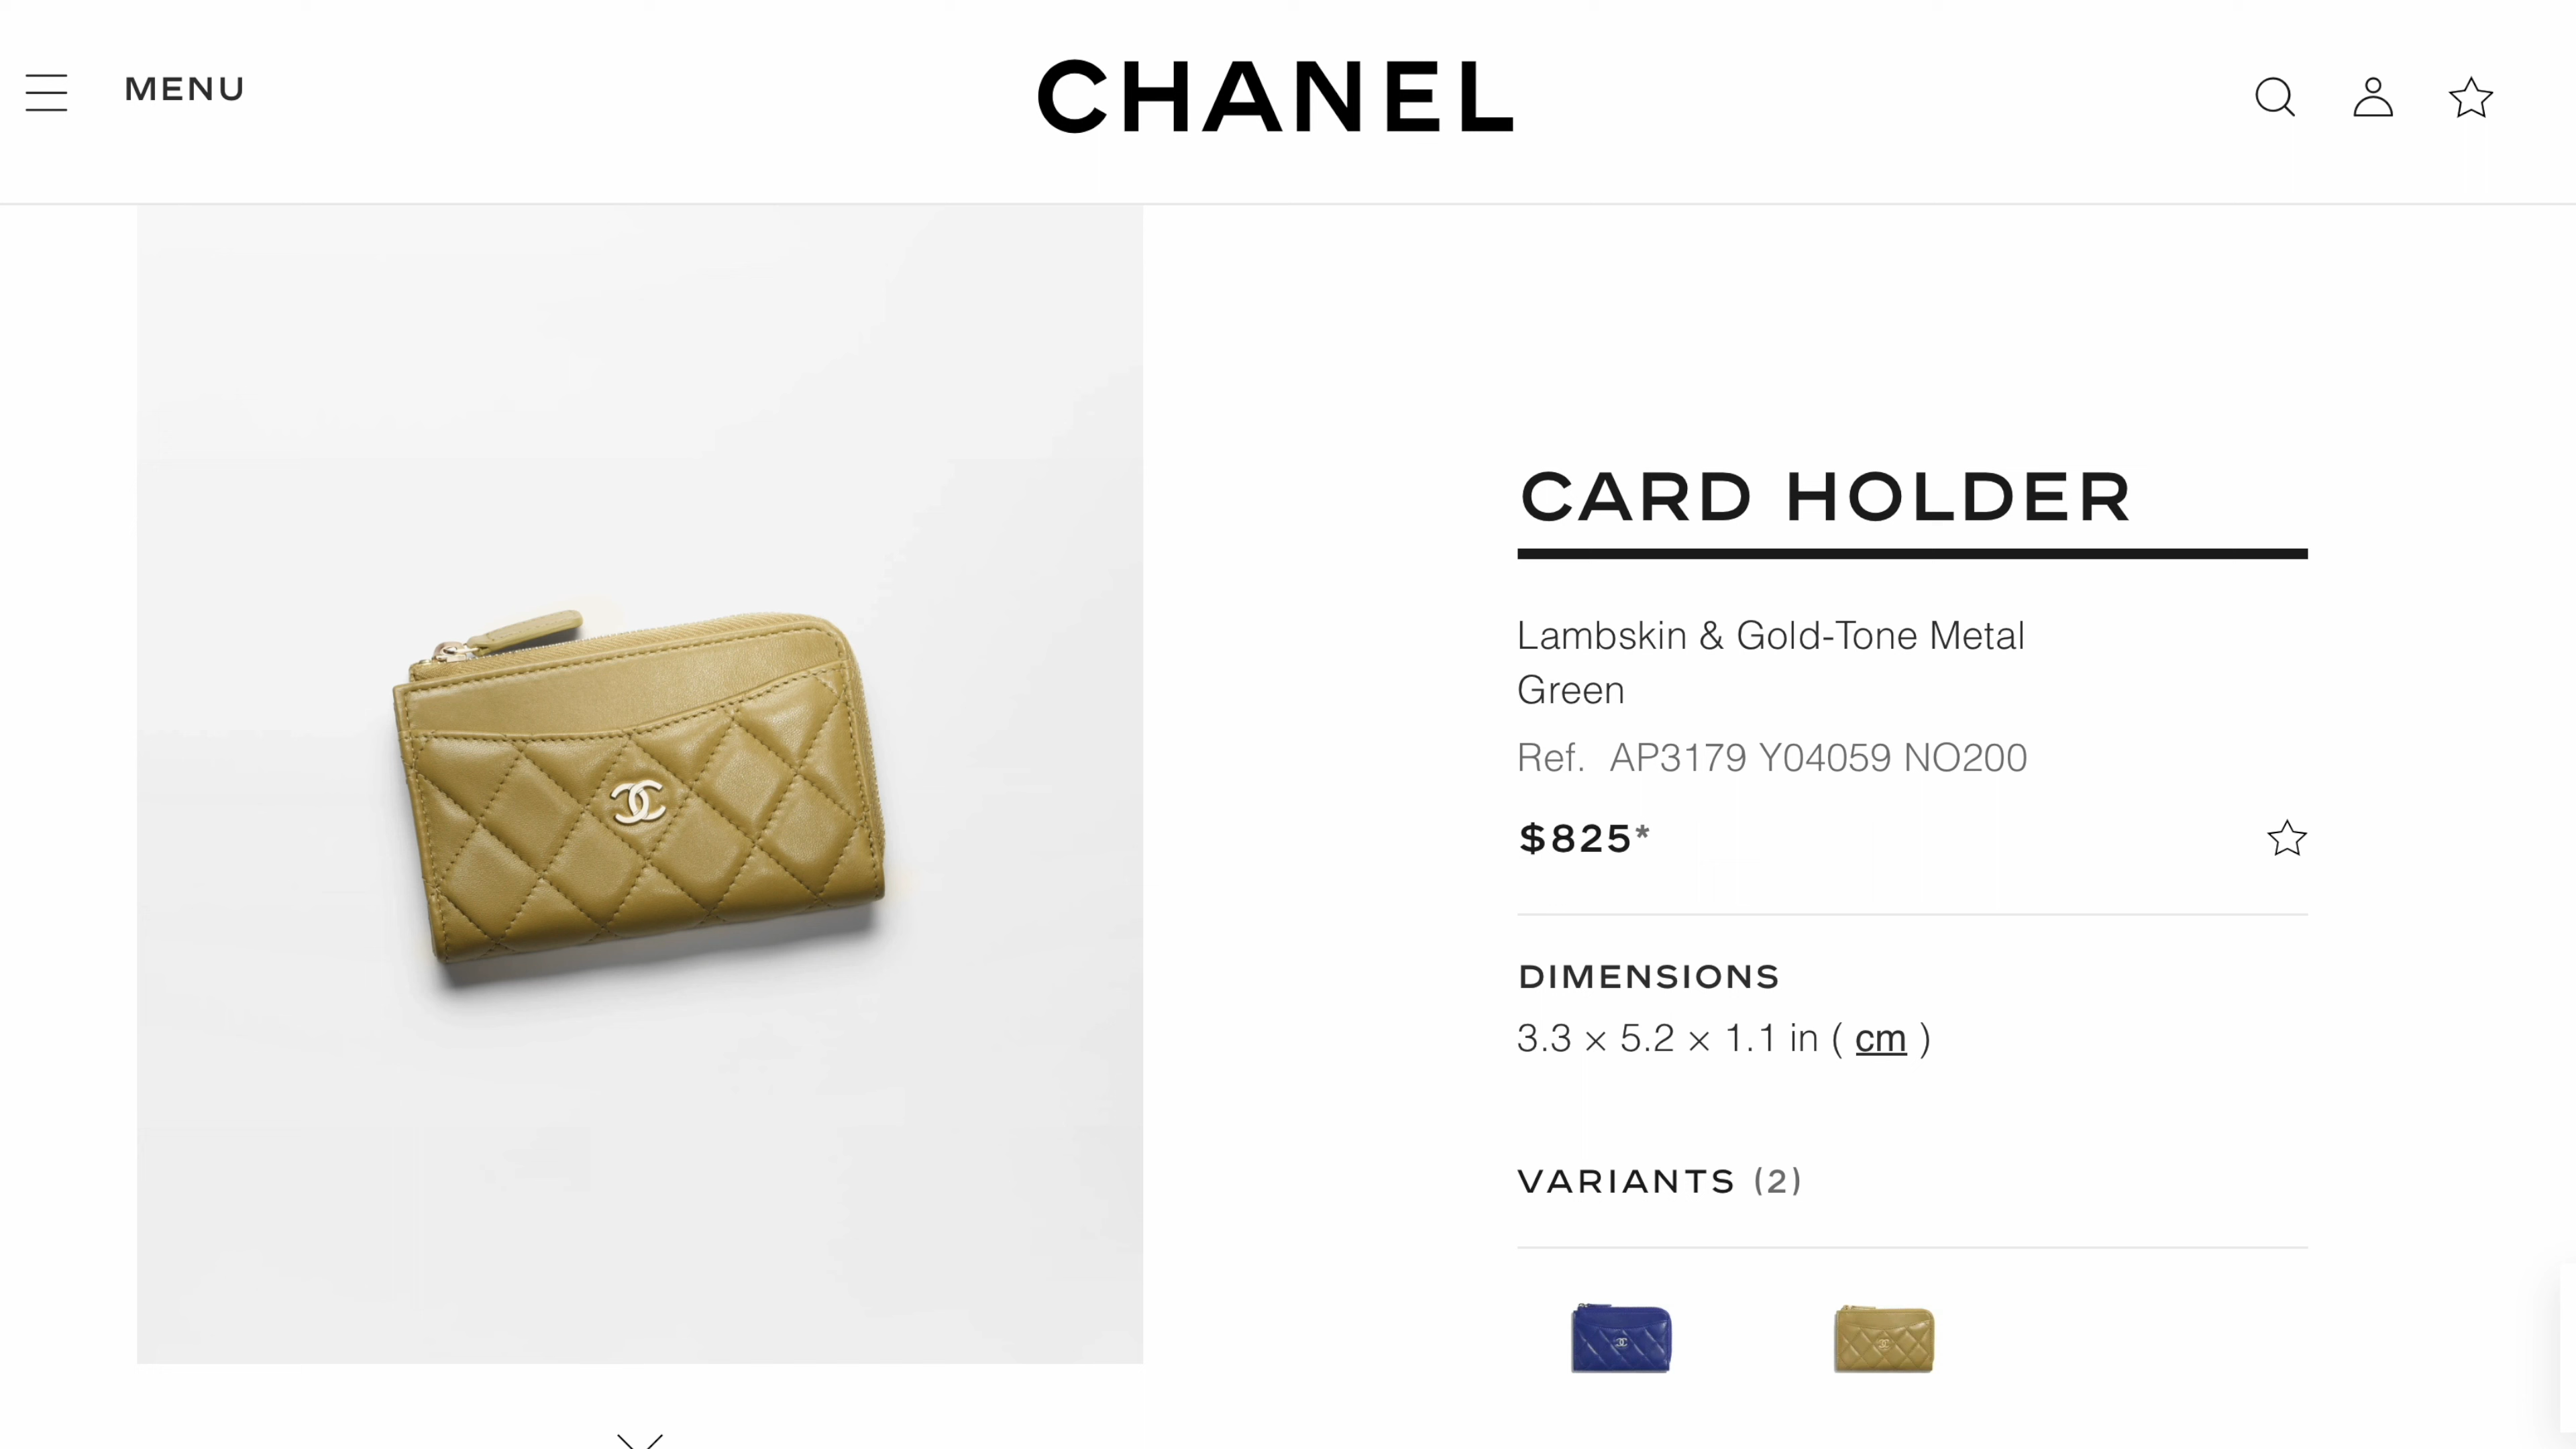 MENU
CHANEL
CARD HOLDER
Lambskin & Gold-Tone Metal
Green
Ref. AP3179 Y04059 NO200
$825*
DIMENSIONS
3.3 × 5.2 × 1.1 in ( cm )
VARIANTS (2)